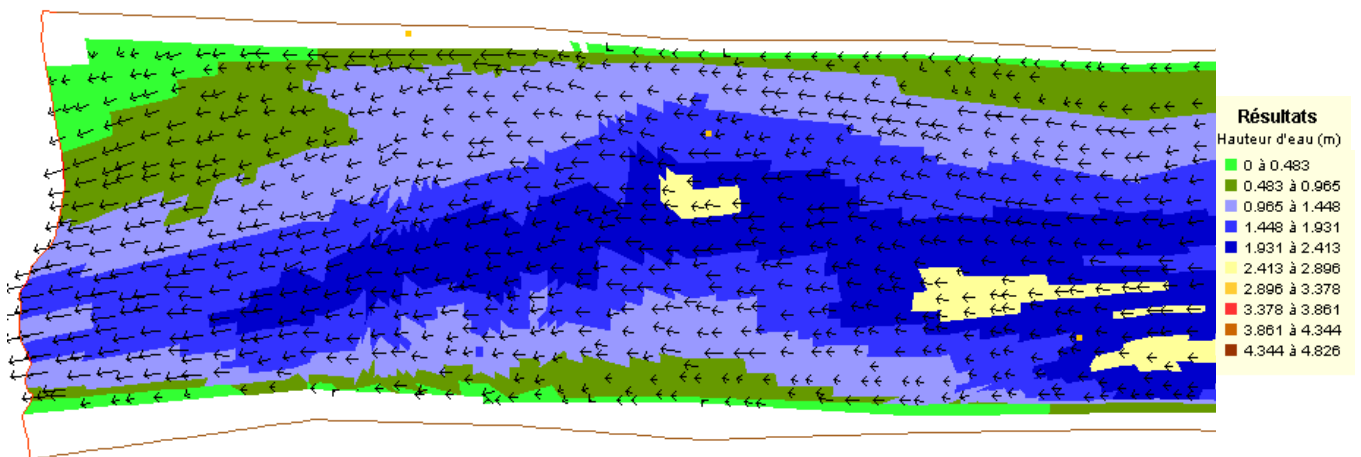 Résultats
Hauteur d'eau (m)
0 à 0.483
0.483 à 0.965
0.965 à 1.448
1.448 à 1.931
1.931 à 2.413
2.413 à 2.896
2.896 à 3.378
3.378 à 3.861
3.861 à 4.344
4.344 à 4.826